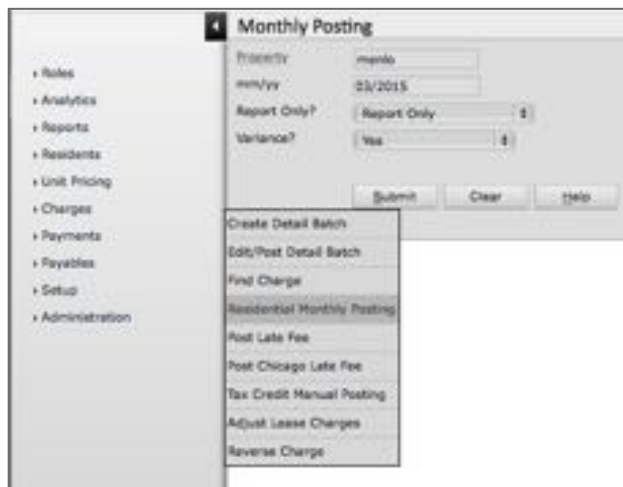 Monthly Posting
Property menlo
mm/yy 03/2015
Report Only? Report Only
Variance? Yes
Submit Clear Help
Roles
Analytics
Reports
Residents
Unit Pricing
Charges
Payments
Payables
Setup
Administration
Create Detail Batch
Edit/Post Detail Batch
Find Charge
Residential Monthly Posting
Post Late Fee
Post Chicago Late Fee
Tax Credit Manual Posting
Adjust Lease Charges
Reverse Charge